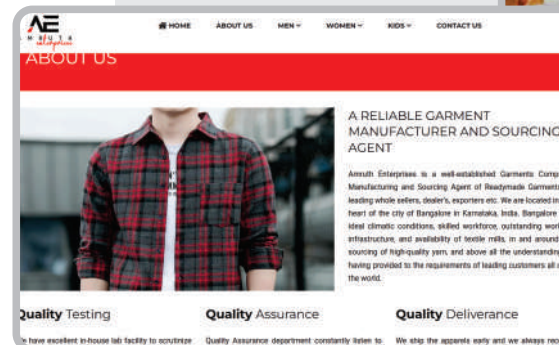 AE
AMRUTH
enterprises
HOME ABOUT US MEN WOMEN KIDS CONTACT US
ABOUT US
A RELIABLE GARMENT
MANUFACTURER AND SOURCING
AGENT
Amruth Enterprises is a well-established Garments Comp
Manufacturing and Sourcing Agent of Readymade Garments
leading whole sellers, dealer's, exporters etc. We are located in
heart of the city of Bangalore in Karnataka, India. Bangalore
ideal climatic conditions, skilled workforce, outstanding work
infrastructure, and availability of textile mills, in and around
sourcing of high-quality yarn, and above all the understanding
having provided to the requirements of leading customers all
the world.
Quality Testing
We have excellent in-house lab facility to scrutinize
Quality Assurance
Quality Assurance department constantly listen to
Quality Deliverance
We ship the apparels early and we always rec